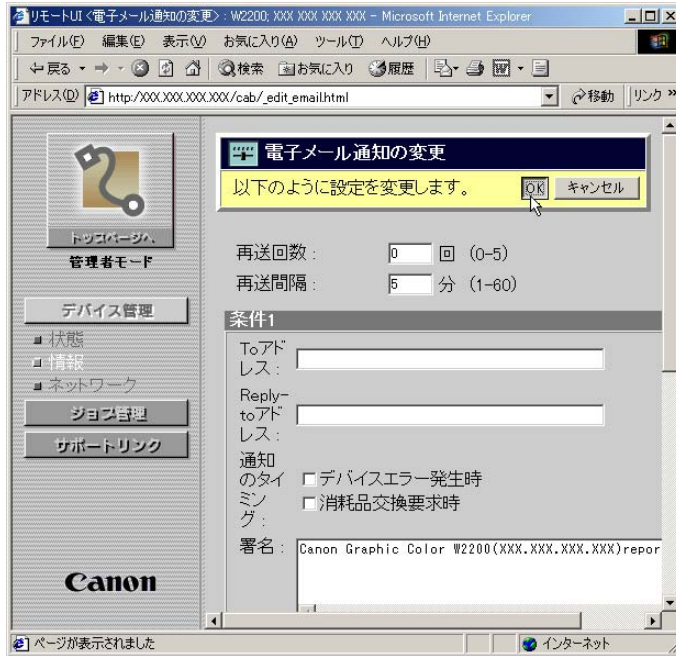 リモートUI <電子メール通知の変更> : W2200; XXX XXX XXX XXX - Microsoft Internet Explorer
ファイル(F) 編集(E) 表示(V) お気に入り(A) ツール(T) ヘルプ(H)
戻る 検索 お気に入り 履歴
アドレス(D) http://XXX.XXX.XXX.XXX/cab/_edit_email.html 移動 リンク »
電子メール通知の変更
以下のように設定を変更します。 OK キャンセル
トップページへ
管理者モード
再送回数 : 0 回 (0-5)
再送間隔 : 5 分 (1-60)
デバイス管理
状態
情報
ネットワーク
ジョブ管理
サポートリンク
条件1
Toアド
レス :
Reply-
toアド
レス :
通知
のタイ
ミン
グ :
デバイスエラー発生時
消耗品交換要求時
署名 : Canon Graphic Color W2200(XXX.XXX.XXX.XXX)repor
Canon
ページが表示されました インターネット